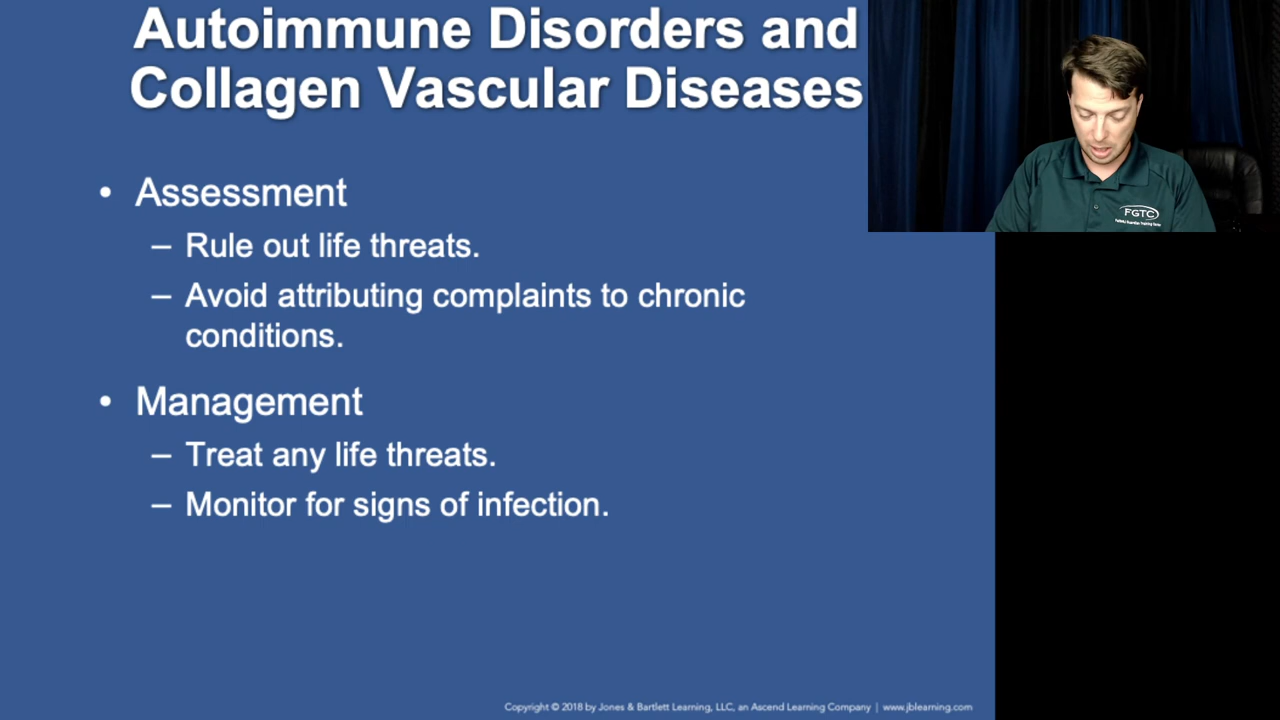 Autoimmune Disorders and
Collagen Vascular Diseases
• Assessment
– Rule out life threats.
– Avoid attributing complaints to chronic
conditions.
• Management
– Treat any life threats.
– Monitor for signs of infection.
FGTC
Copyright © 2018 by Jones & Bartlett Learning, LLC, an Ascend Learning Company | www.jblearning.com